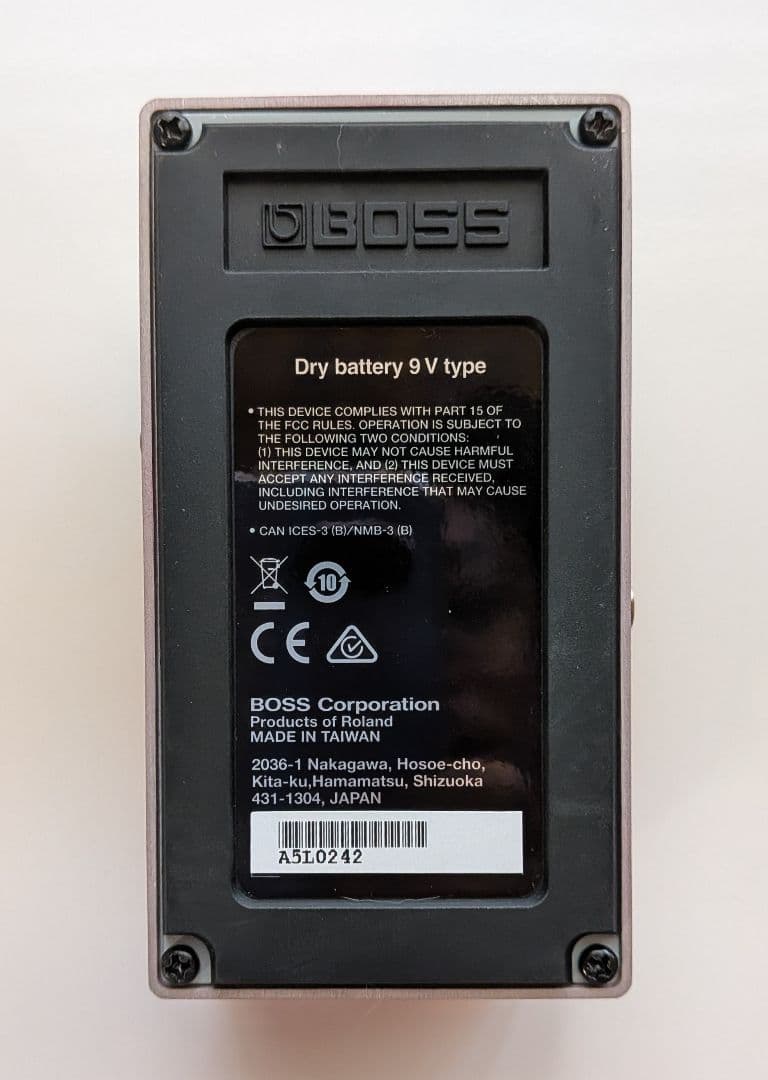 BOSS
Dry battery 9 V type
• THIS DEVICE COMPLIES WITH PART 15 OF
THE FCC RULES. OPERATION IS SUBJECT TO
THE FOLLOWING TWO CONDITIONS:
(1) THIS DEVICE MAY NOT CAUSE HARMFUL
INTERFERENCE, AND (2) THIS DEVICE MUST
ACCEPT ANY INTERFERENCE RECEIVED,
INCLUDING INTERFERENCE THAT MAY CAUSE
UNDESIRED OPERATION.
• CAN ICES-3 (B)/NMB-3 (B)
10
CE
BOSS Corporation
Products of Roland
MADE IN TAIWAN
2036-1 Nakagawa, Hosoe-cho,
Kita-ku,Hamamatsu, Shizuoka
431-1304, JAPAN
A5L0242